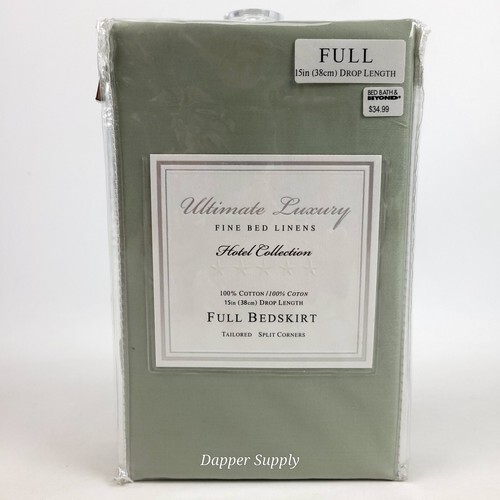 FULL
15in (38cm) DROP LENGTH
BED BATH &
BEYOND
$34.99
Ultimate Luxury
FINE BED LINENS
Hotel Collection
100% COTTON / 100% COTON
15in (38cm) DROP LENGTH
FULL BEDSKIRT
TAILORED SPLIT CORNERS
Dapper Supply